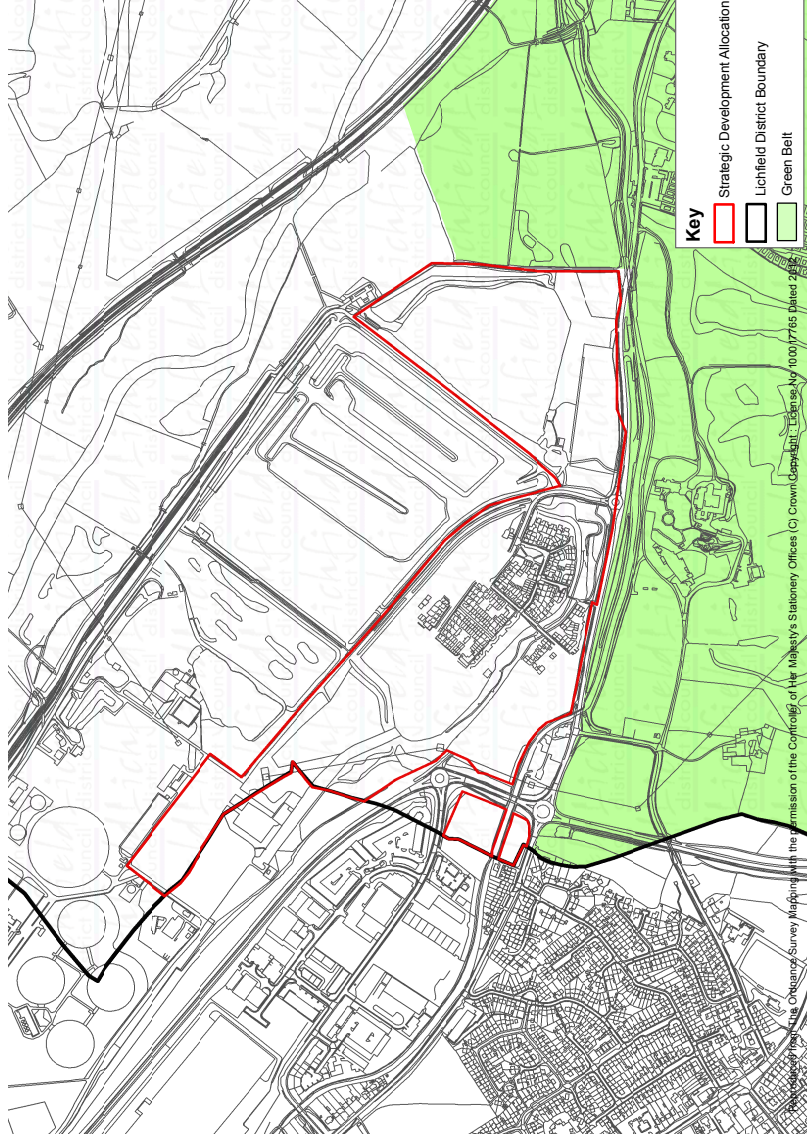 Key
Strategic Development Allocation
Lichfield District Boundary
Green Belt
Reproduced from The Ordnance Survey Mapping with the permission of the Controller of Her Majesty's Stationery Offices (C) Crown Copyright : License No 100017765 Dated